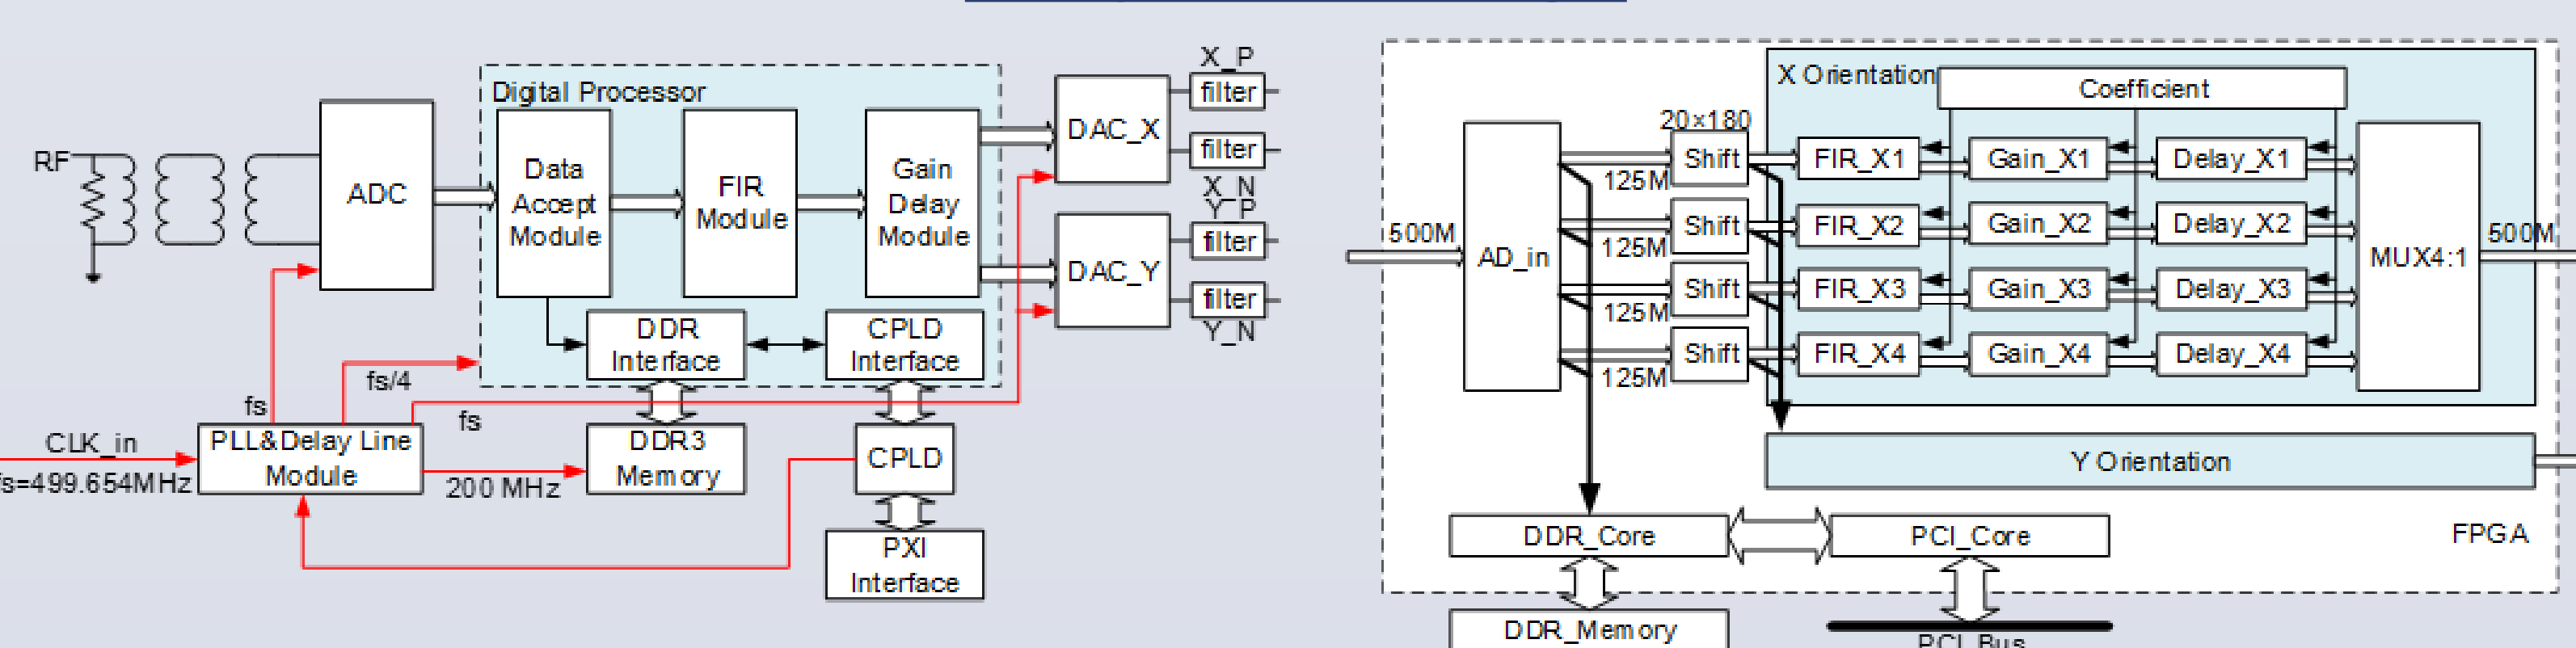 RF
ADC
Digital Processor
Data
Accept
Module
FIR
Module
Gain
Delay
Module
DDR
Interface
CPLD
Interface
DAC_X
DAC_Y
X_P
filter
filter
X_N
Y_P
filter
filter
Y_N
fs
fs/4
fs
CLK_in
fs=499.654MHz
PLL&Delay Line
Module
200 MHz
DDR3
Memory
CPLD
PXI
Interface
500M
AD_in
20×180
Shift
125M
Shift
125M
Shift
125M
Shift
125M
X Orientation
Coefficient
FIR_X1
Gain_X1
Delay_X1
FIR_X2
Gain_X2
Delay_X2
FIR_X3
Gain_X3
Delay_X3
FIR_X4
Gain_X4
Delay_X4
MUX4:1
500M
Y Orientation
DDR_Core
PCI_Core
FPGA
DDR_Memory
PCI_Bus